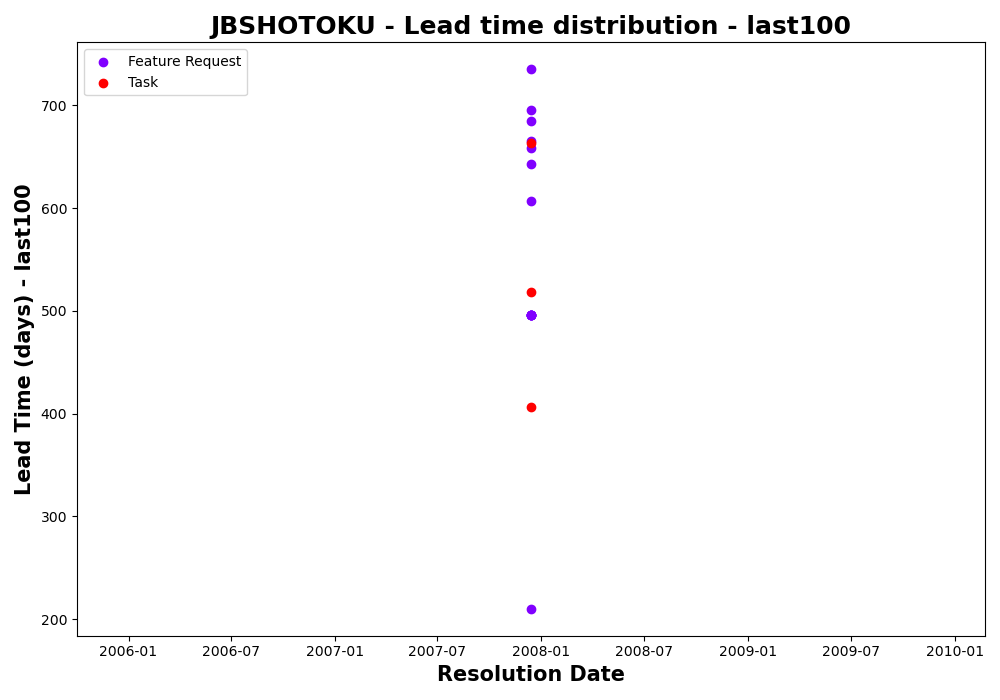 JBSHOTOKU - Lead time distribution - last100
Feature Request
Task
Lead Time (days) - last100
700
600
500
400
300
200
2006-01 2006-07 2007-01 2007-07 2008-01 2008-07 2009-01 2009-07 2010-01
Resolution Date